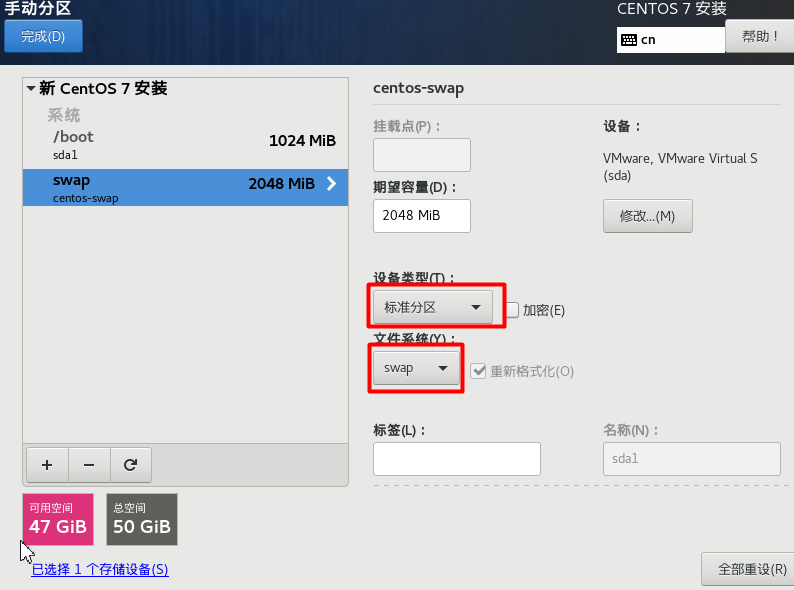 手动分区
CENTOS 7 安装
完成(D)
cn
帮助！
新 CentOS 7 安装
系统
/boot
1024 MiB
sda1
swap
2048 MiB
centos-swap
centos-swap
挂载点(P)：
设备：
VMware, VMware Virtual S
(sda)
期望容量(D)：
2048 MiB
修改...(M)
设备类型(T)：
标准分区
加密(E)
文件系统(Y)：
swap
重新格式化(O)
标签(L)：
名称(N)：
sda1
+
−
可用空间
47 GiB
总空间
50 GiB
已选择 1 个存储设备(S)
全部重设(R)